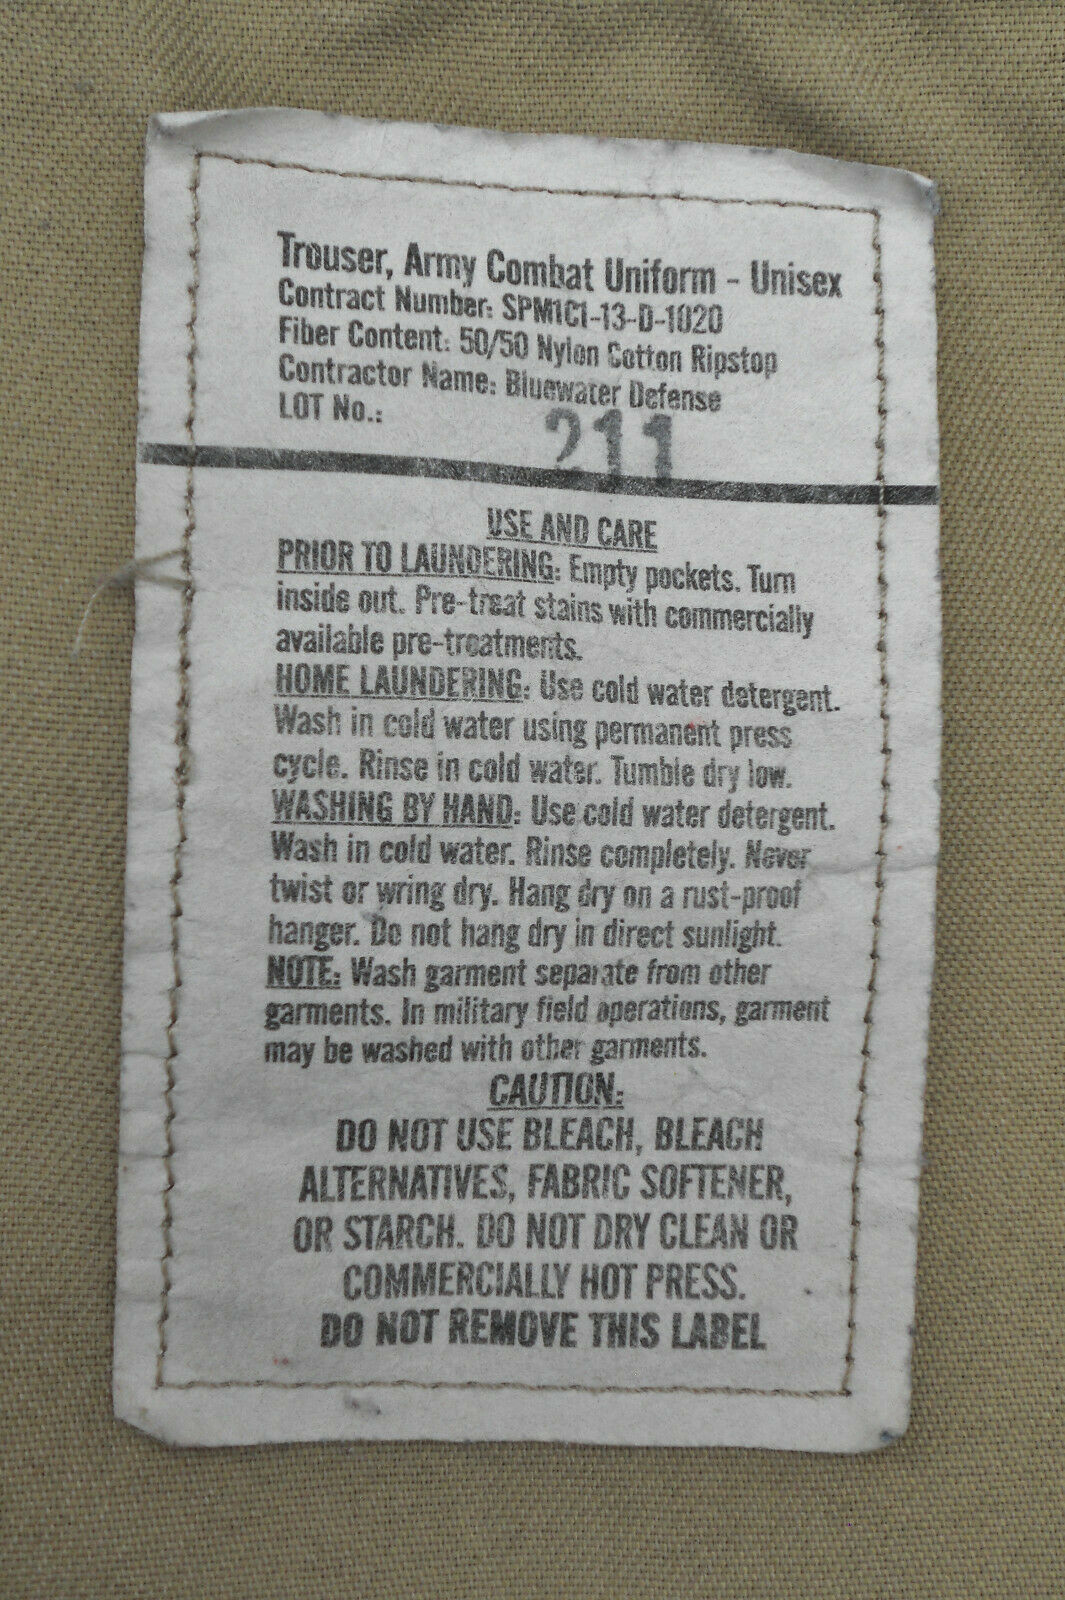 Trouser, Army Combat Uniform - Unisex
Contract Number: SPM1C1-13-D-1020
Fiber Content: 50/50 Nylon Cotton Ripstop
Contractor Name: Bluewater Defense
LOT No.: 211
USE AND CARE
PRIOR TO LAUNDERING: Empty pockets. Turn
inside out. Pre-treat stains with commercially
available pre-treatments.
HOME LAUNDERING: Use cold water detergent.
Wash in cold water using permanent press
cycle. Rinse in cold water. Tumble dry low.
WASHING BY HAND: Use cold water detergent.
Wash in cold water. Rinse completely. Never
twist or wring dry. Hang dry on a rust-proof
hanger. Do not hang dry in direct sunlight.
NOTE: Wash garment separate from other
garments. In military field operations, garment
may be washed with other garments.
CAUTION:
DO NOT USE BLEACH, BLEACH
ALTERNATIVES, FABRIC SOFTENER,
OR STARCH. DO NOT DRY CLEAN OR
COMMERCIALLY HOT PRESS.
DO NOT REMOVE THIS LABEL